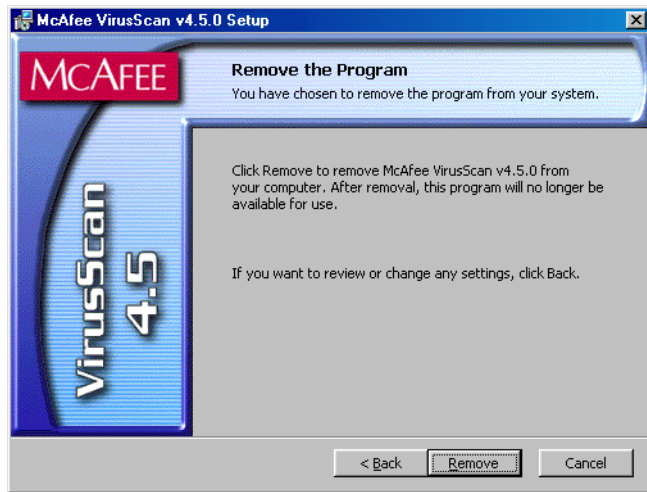 McAfee VirusScan v4.5.0 Setup
MCAFEE
Remove the Program
You have chosen to remove the program from your system.
VirusScan
4.5
Click Remove to remove McAfee VirusScan v4.5.0 from
your computer. After removal, this program will no longer be
available for use.
If you want to review or change any settings, click Back.
< Back
Remove
Cancel